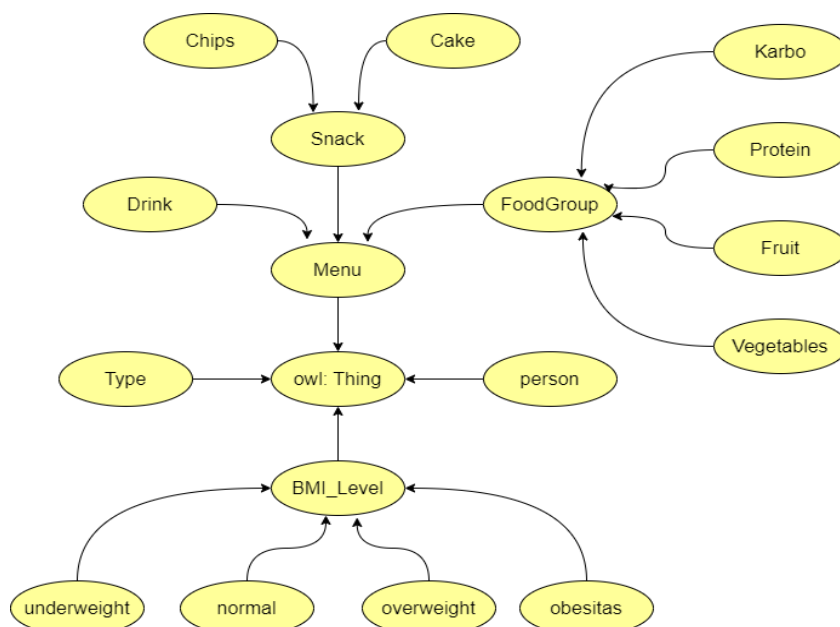 Chips
Cake
Karbo
Snack
Protein
Drink
FoodGroup
Fruit
Menu
Vegetables
Type
owl: Thing
person
BMI_Level
underweight
normal
overweight
obesitas